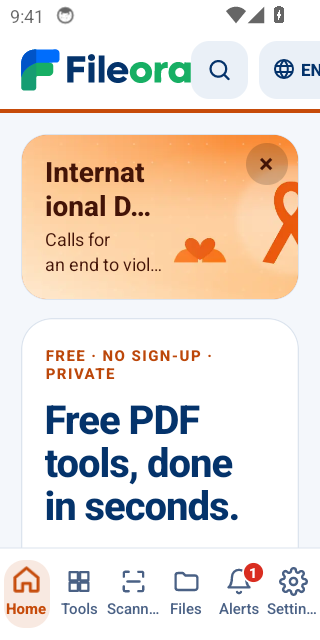 9:41
Fileora
EN
Internat
ional D...
Calls for
an end to viol...
FREE · NO SIGN-UP ·
PRIVATE
Free PDF
tools, done
in seconds.
1
Home Tools Scann... Files Alerts Settin...